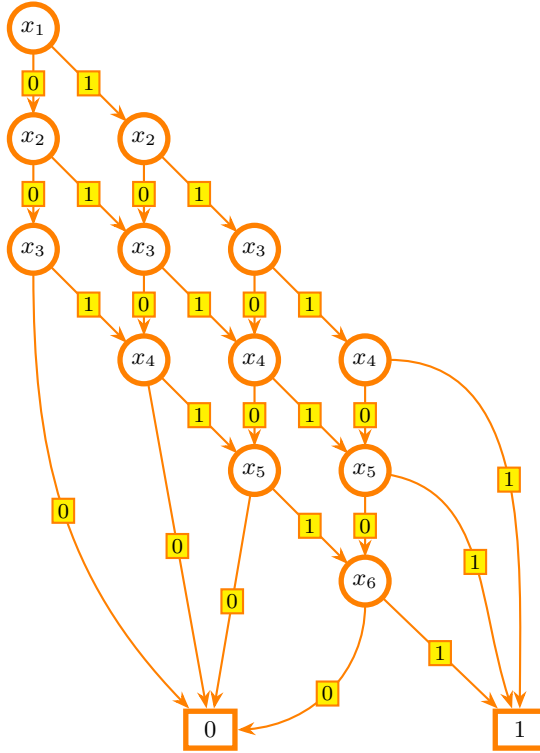 x₁
0 1
x₂ x₂
0 1 0 1
x₃ x₃ x₃
1 0 1 0 1
x₄ x₄ x₄
1 0 1 0
x₅ x₅
1
0 1 0
0 1
x₆
0
1
0
0 1